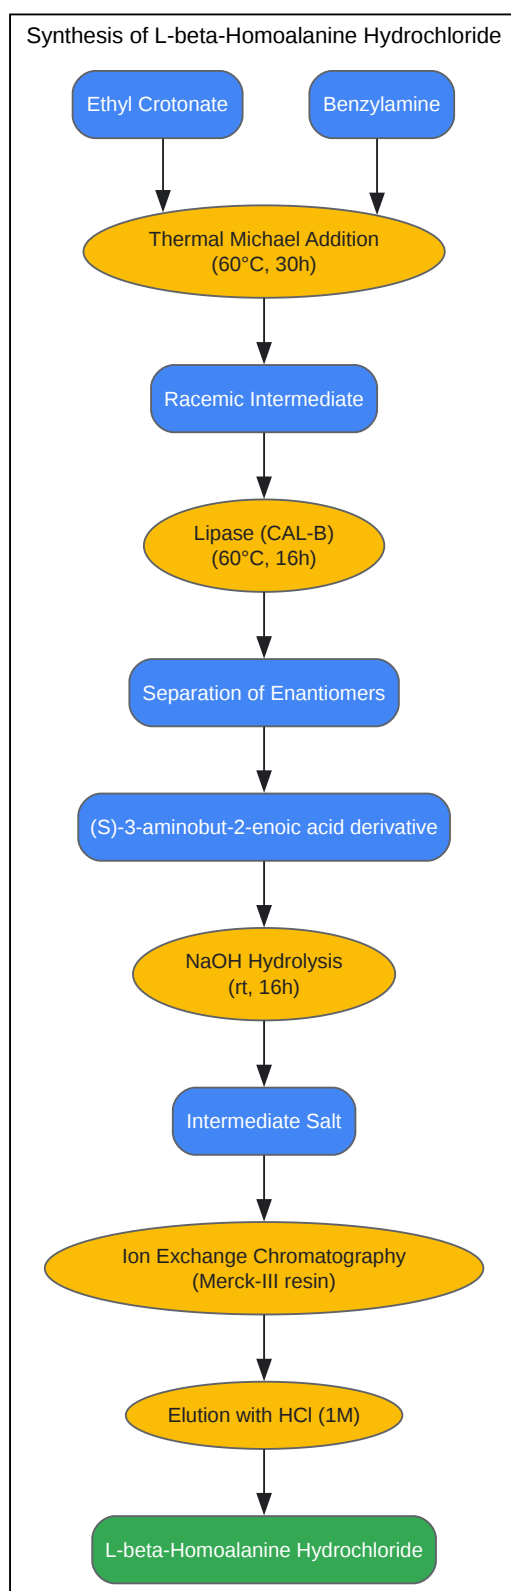 Synthesis of L-beta-Homoalanine Hydrochloride
Ethyl Crotonate
Benzylamine
Thermal Michael Addition
(60°C, 30h)
Racemic Intermediate
Lipase (CAL-B)
(60°C, 16h)
Separation of Enantiomers
(S)-3-aminobut-2-enoic acid derivative
NaOH Hydrolysis
(rt, 16h)
Intermediate Salt
Ion Exchange Chromatography
(Merck-III resin)
Elution with HCl (1M)
L-beta-Homoalanine Hydrochloride